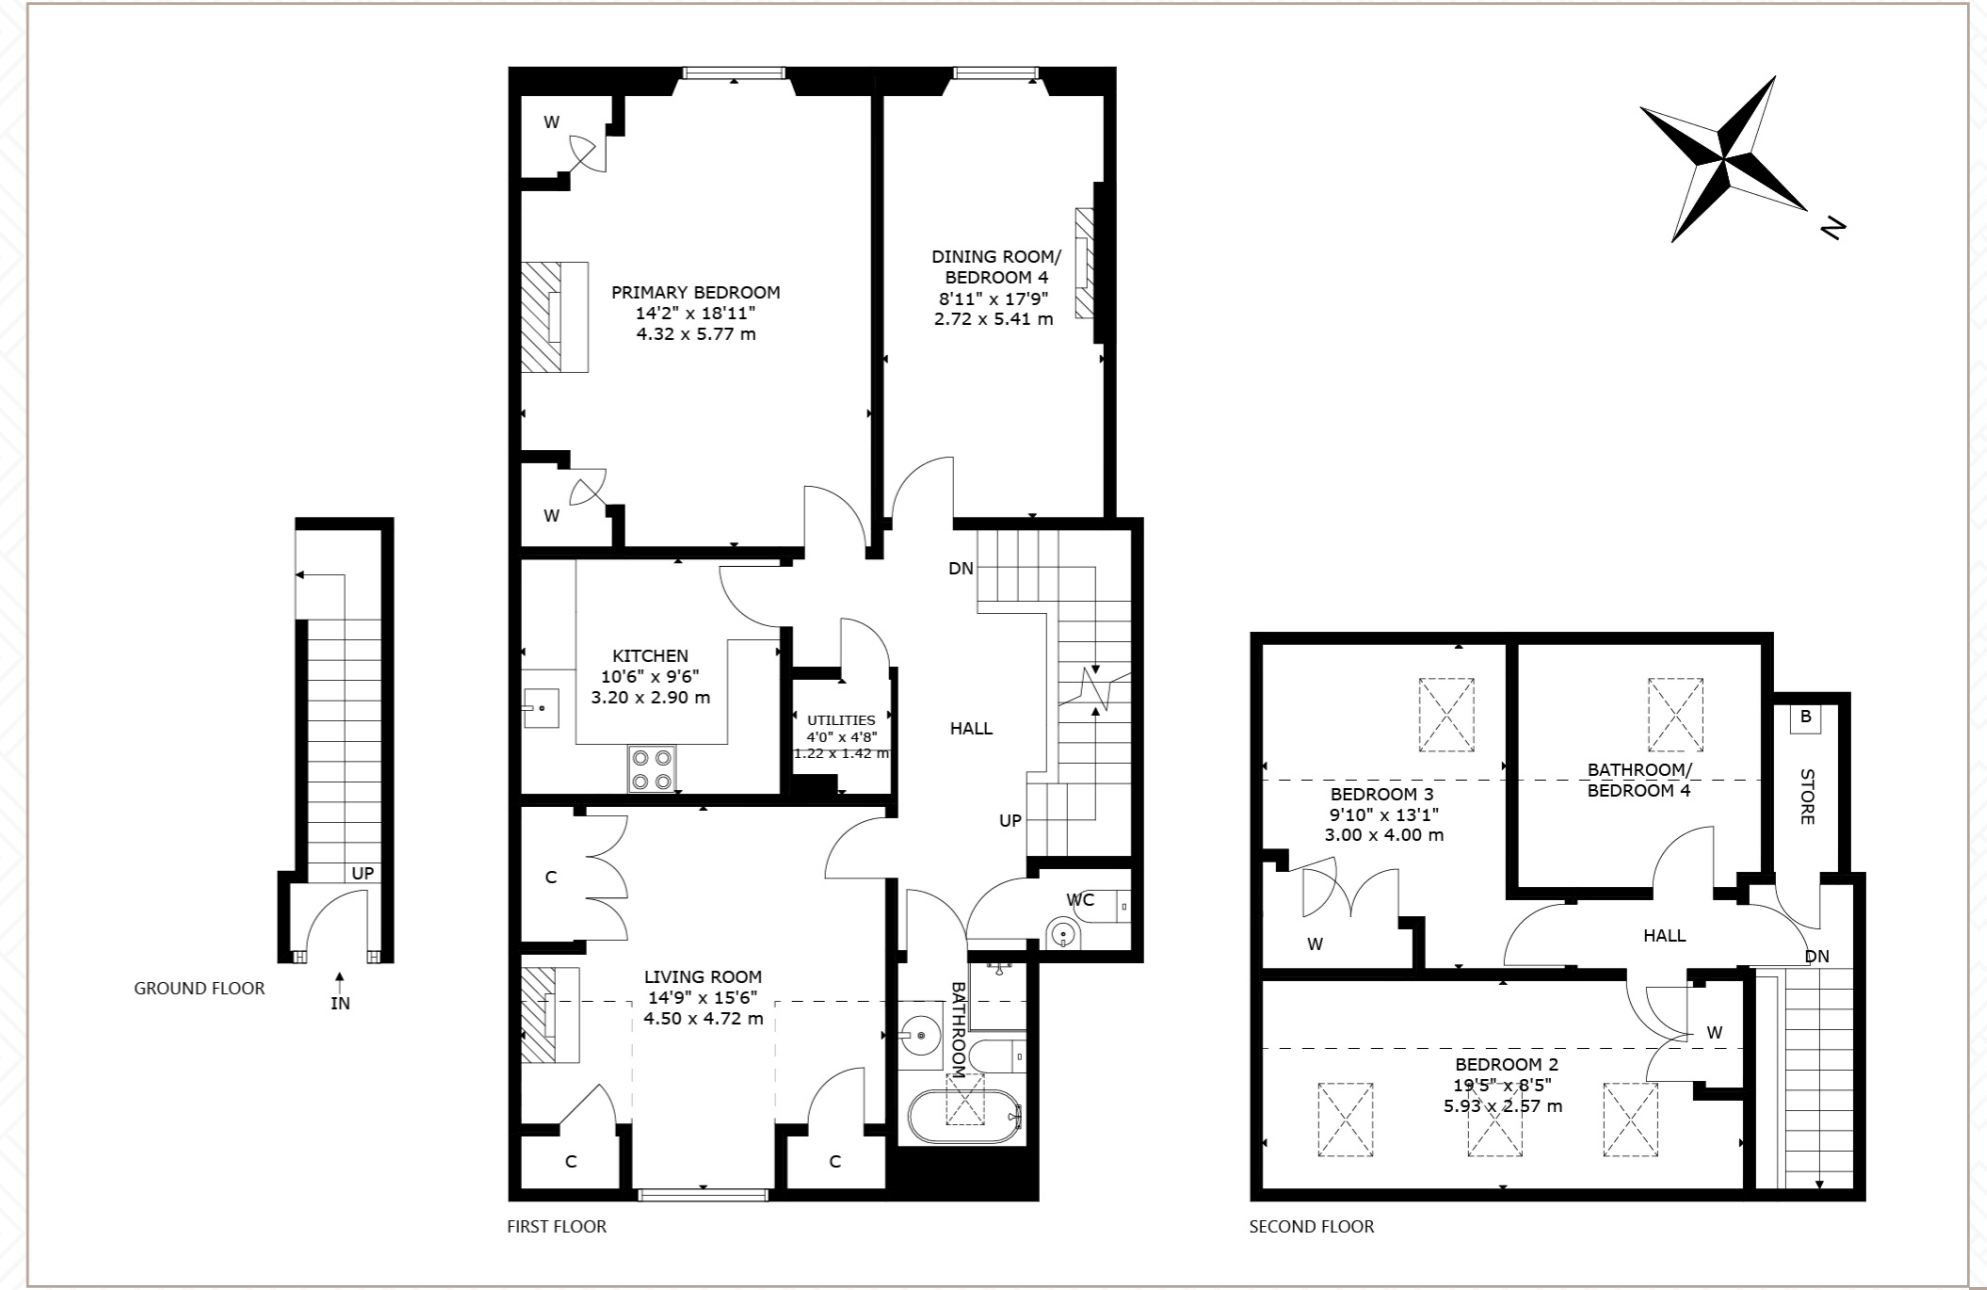 W
PRIMARY BEDROOM
14'2" x 18'11"
4.32 x 5.77 m
W
DINING ROOM/
BEDROOM 4
8'11" x 17'9"
2.72 x 5.41 m
N
DN
KITCHEN
10'6" x 9'6"
3.20 x 2.90 m
UTILITIES
4'0" x 4'8"
1.22 x 1.42 m
HALL
UP
C
WC
LIVING ROOM
14'9" x 15'6"
4.50 x 4.72 m
BATHROOM
C
C
FIRST FLOOR
UP
IN
GROUND FLOOR
BEDROOM 3
9'10" x 13'1"
3.00 x 4.00 m
W
BATHROOM/
BEDROOM 4
B
STORE
HALL
DN
W
BEDROOM 2
19'5" x 8'5"
5.93 x 2.57 m
SECOND FLOOR